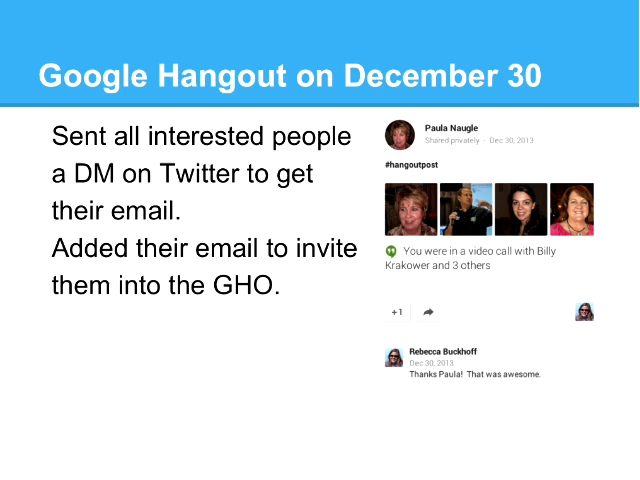 Google Hangout on December 30
Sent all interested people
a DM on Twitter to get
their email.
Added their email to invite
them into the GHO.
Paula Naugle
Shared privately - Dec 30, 2013
#hangoutpost
You were in a video call with Billy
Krakower and 3 others
+1
Rebecca Buckhoff
Dec 30, 2013
Thanks Paula! That was awesome.